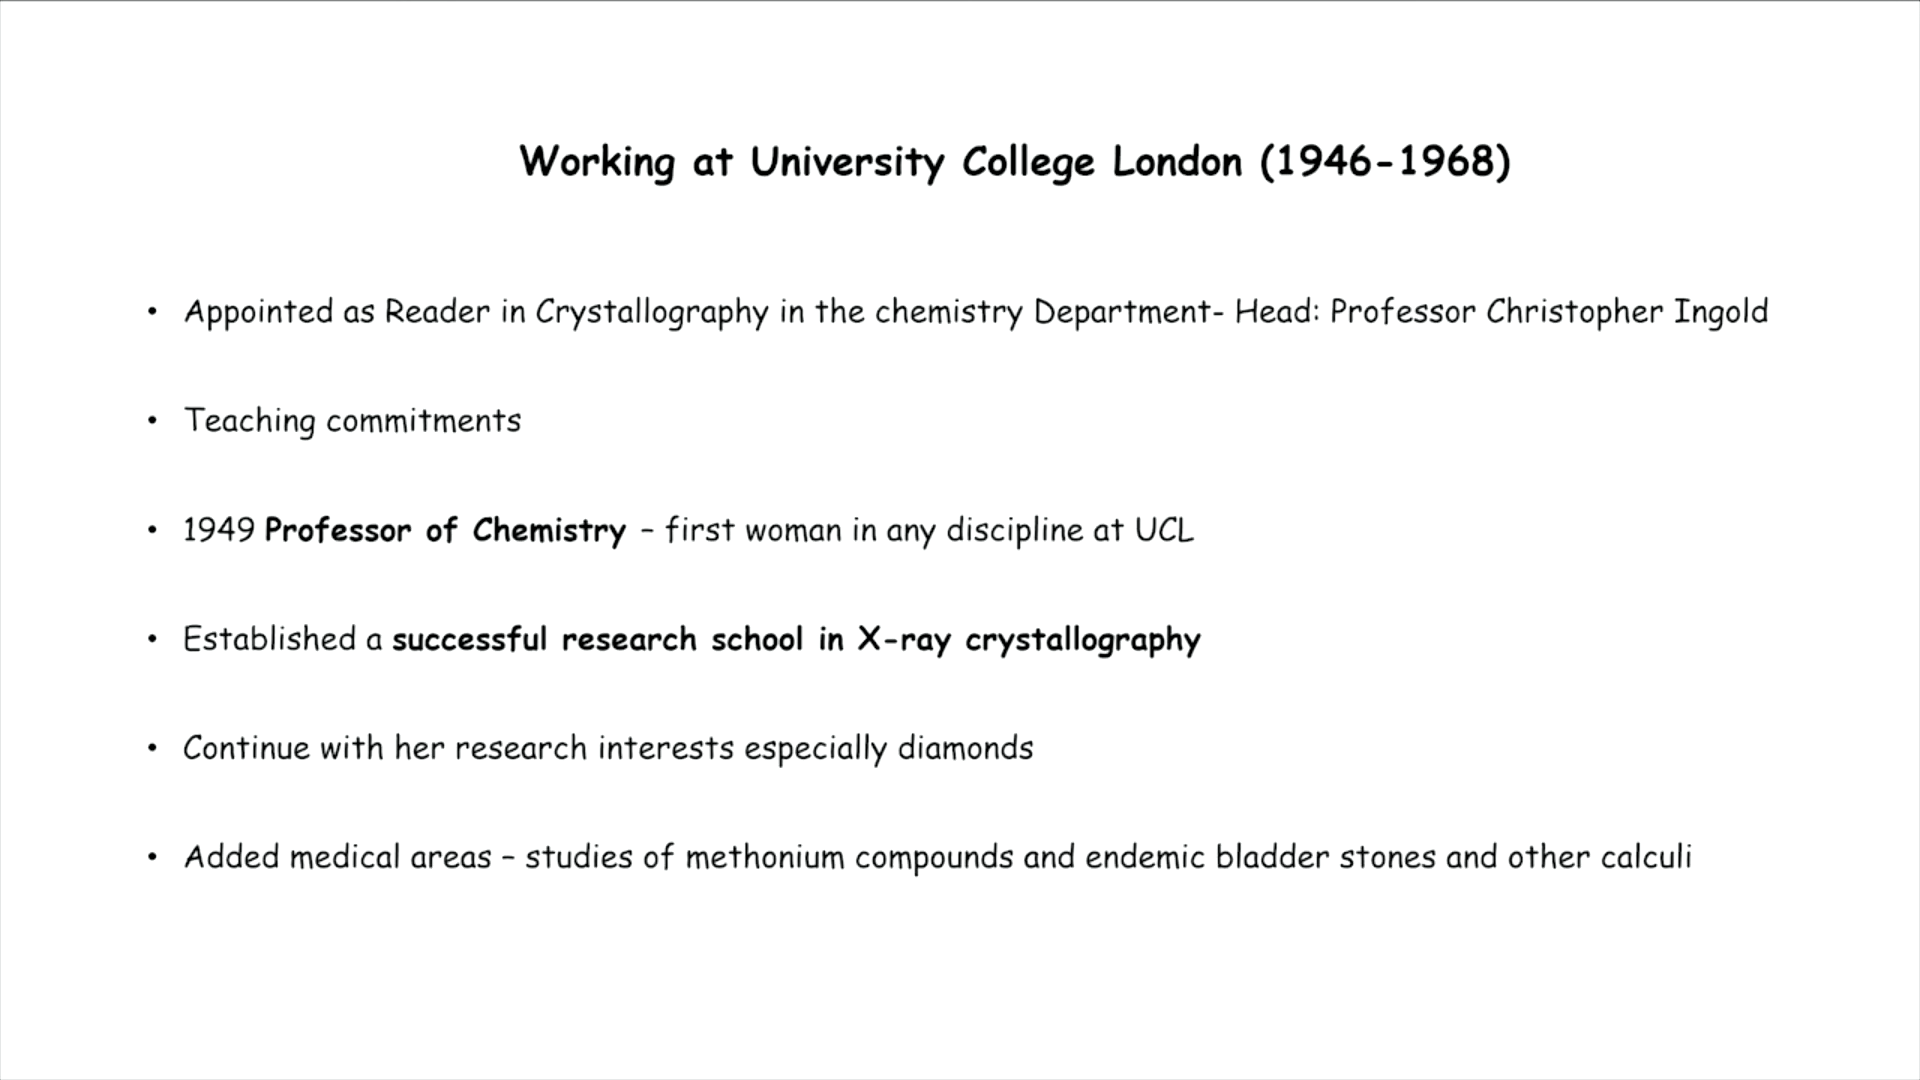 Working at University College London (1946-1968)
• Appointed as Reader in Crystallography in the chemistry Department- Head: Professor Christopher Ingold
• Teaching commitments
• 1949 Professor of Chemistry – first woman in any discipline at UCL
• Established a successful research school in X-ray crystallography
• Continue with her research interests especially diamonds
• Added medical areas – studies of methonium compounds and endemic bladder stones and other calculi